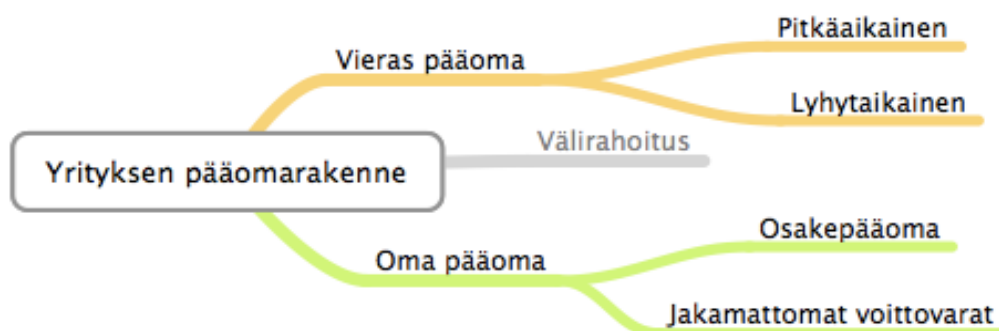 Pitkäaikainen
Vieras pääoma
Lyhytaikainen
Välirahoitus
Yrityksen pääomarakenne
Osakepääoma
Oma pääoma
Jakamattomat voittovarat